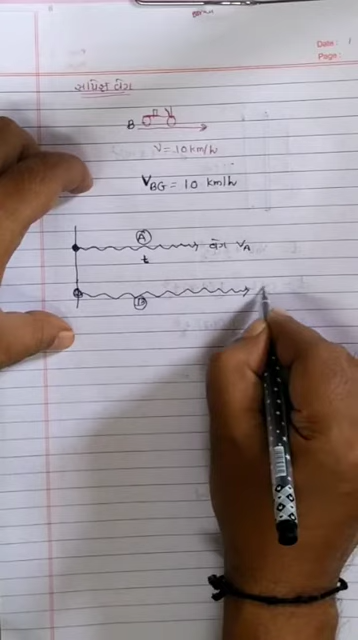 Date :
Page :
સાપેક્ષ વેગ
B
V = 10 km/h
VBG = 10 km/h
A
વેગ VA
t
B